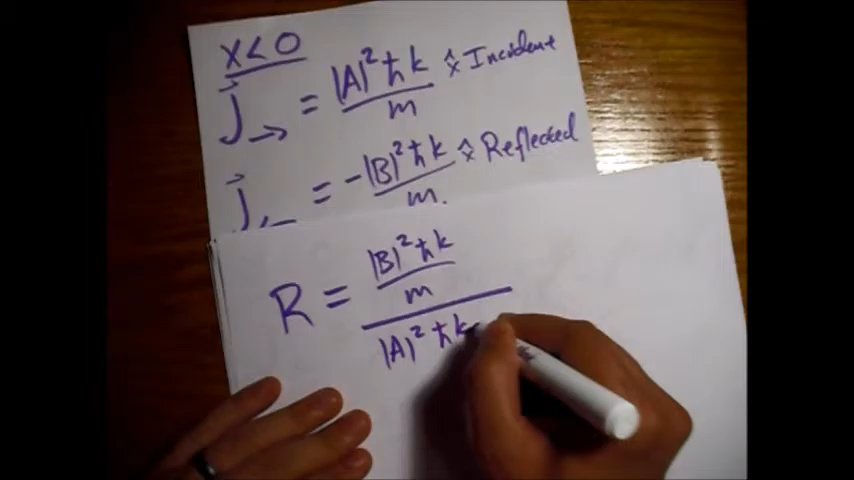 x<0
j⃗→ = |A|²ħk/m x̂ Incident
j⃗← = -|B|²ħk/m. x̂ Reflected
R = |B|²ħk/m
|A|²ħk